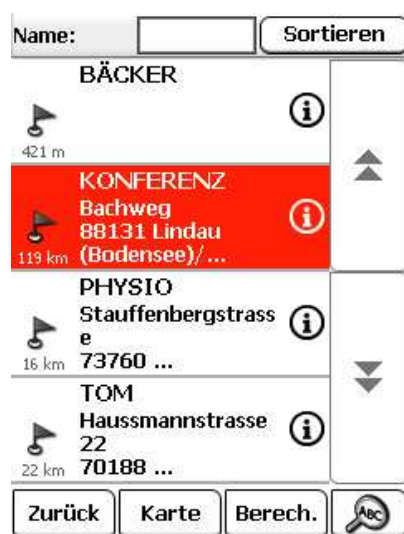 Name: Sortieren
BÄCKER
421 m
KONFERENZ
Bachweg
88131 Lindau
119 km (Bodensee)/...
PHYSIO
Stauffenbergstrass
e
16 km 73760 ...
TOM
Haussmannstrasse
22
22 km 70188 ...
Zurück Karte Berech. ABC